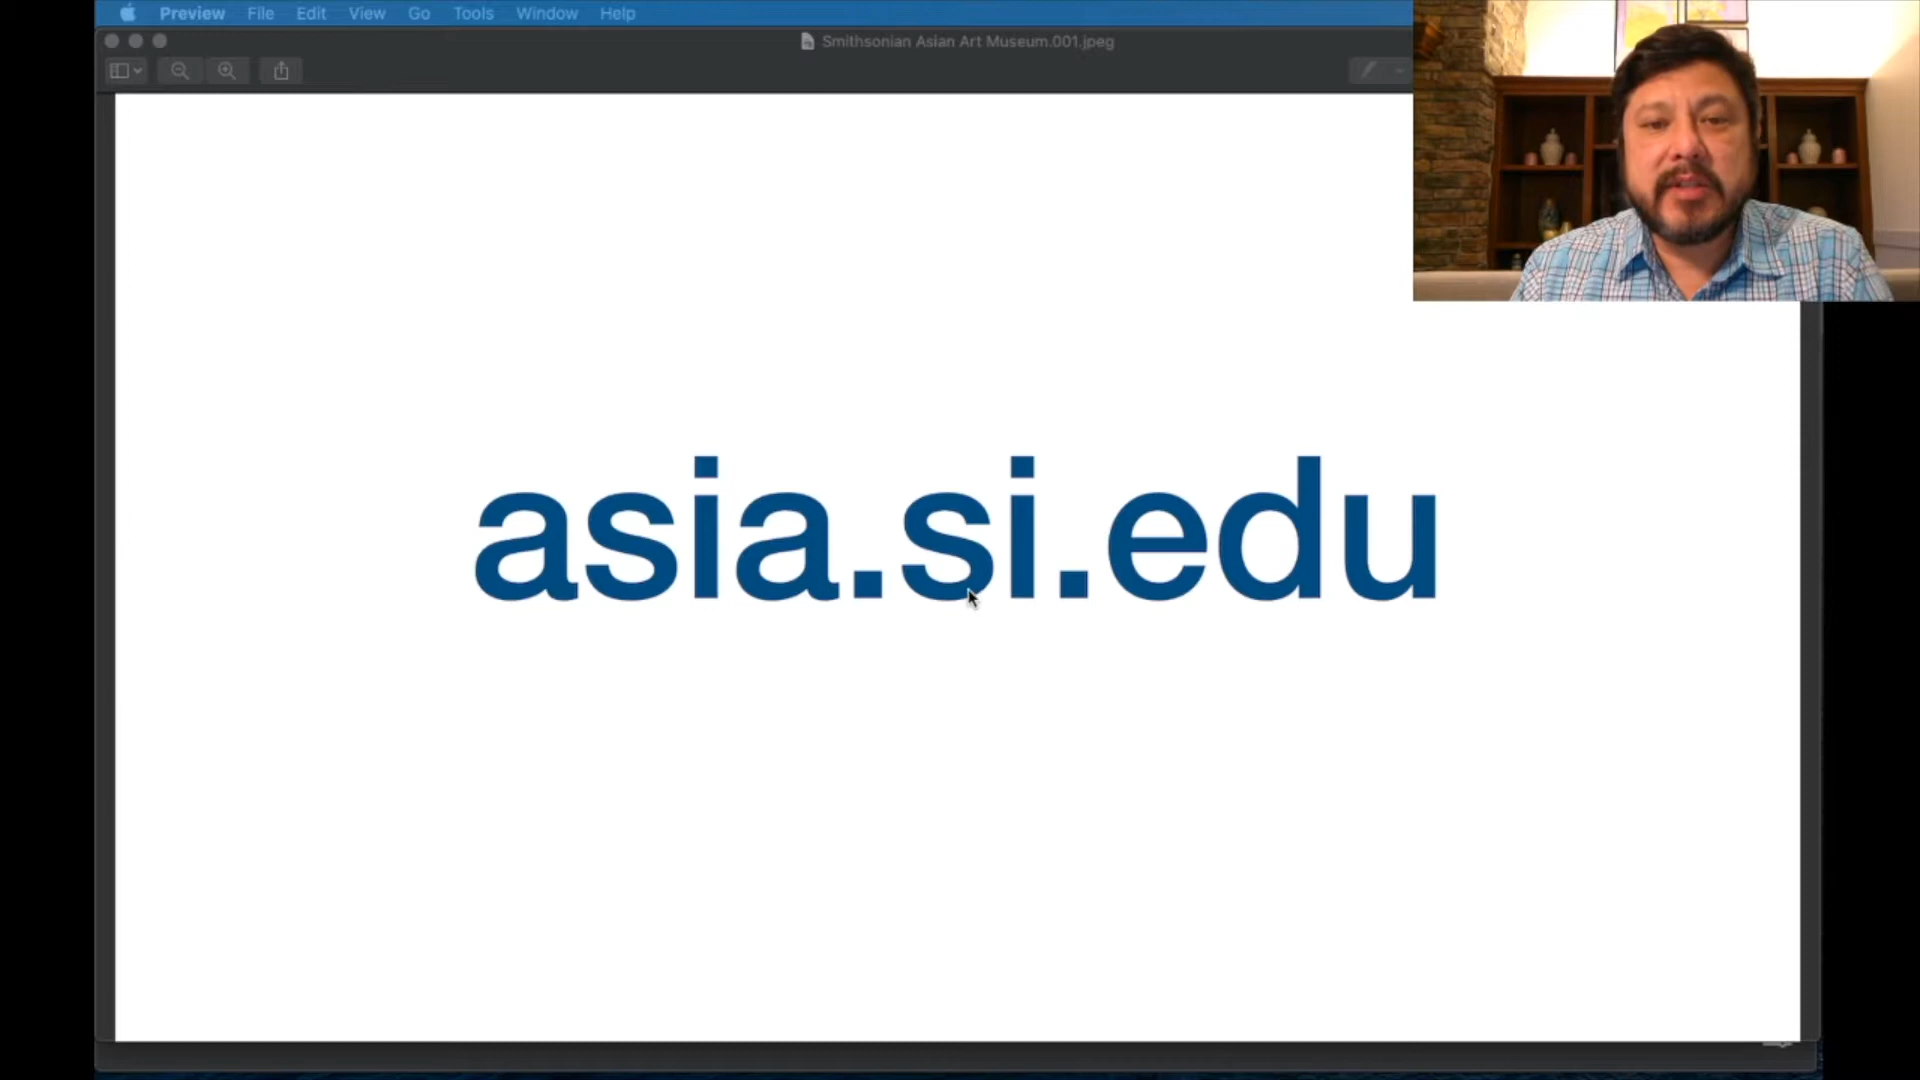 Preview File Edit View Go Tools Window Help
Smithsonian Asian Art Museum.001.jpeg
asia.si.edu